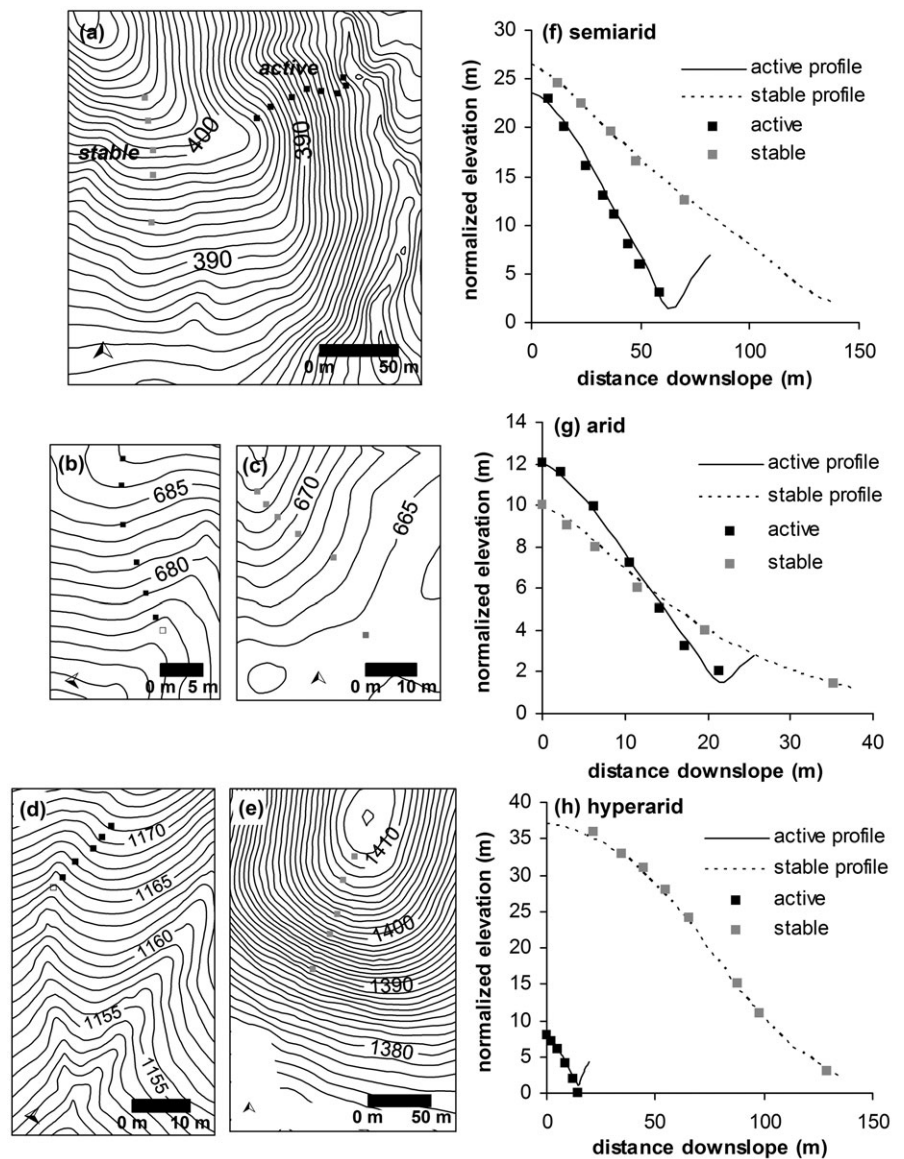 (a)
active
stable
400
390
390
0 m 50 m
(f) semiarid
normalized elevation (m)
30
25
20
15
10
5
0
0 50 100 150
distance downslope (m)
active profile
stable profile
active
stable
(b)
685
680
0 m 5 m
(c)
670
665
0 m 10 m
(g) arid
normalized elevation (m)
14
12
10
8
6
4
2
0
0 10 20 30 40
distance downslope (m)
active profile
stable profile
active
stable
(d)
1170
1165
1160
1155
1155
0 m 10 m
(e)
1410
1400
1390
1380
0 m 50 m
(h) hyperarid
normalized elevation (m)
40
35
30
25
20
15
10
5
0
0 50 100 150
distance downslope (m)
active profile
stable profile
active
stable